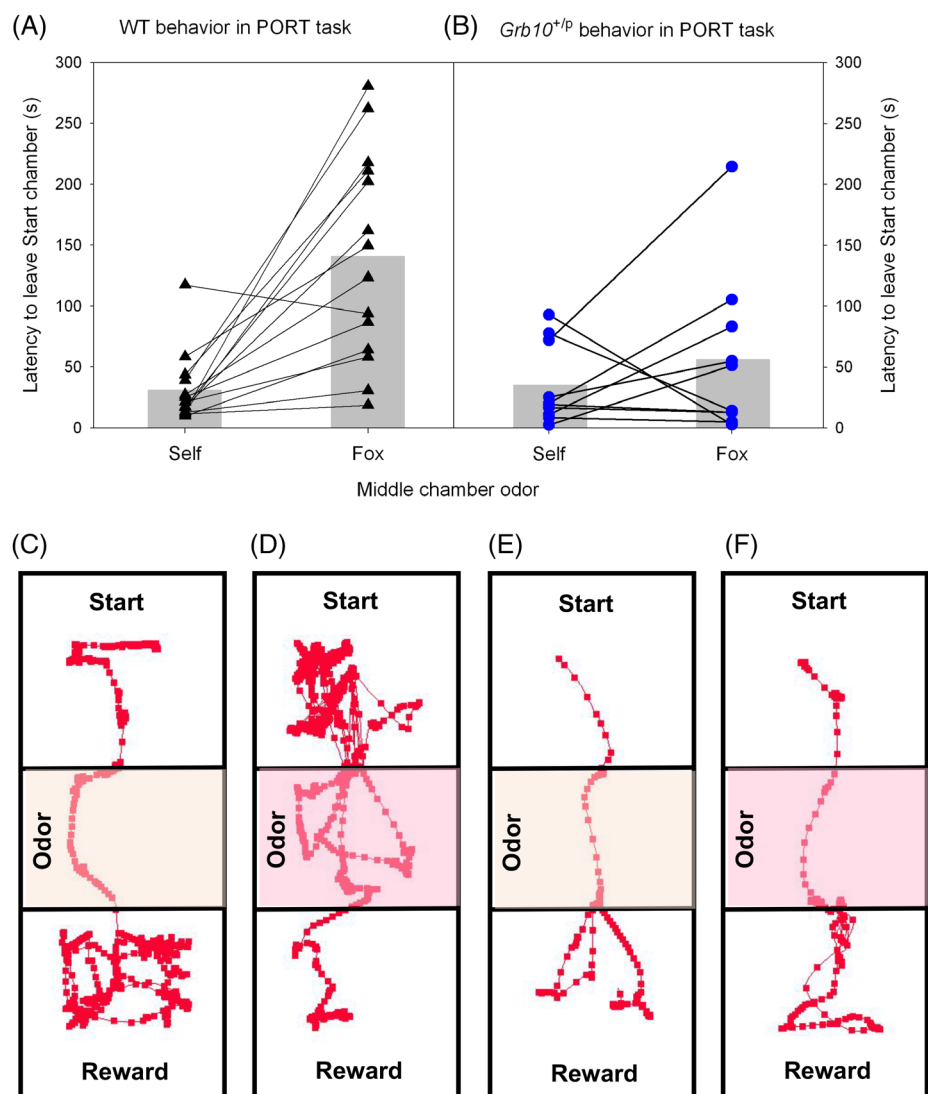 (A) WT behavior in PORT task
(B) Grb10+/p behavior in PORT task
Latency to leave Start chamber (s)
300
250
200
150
100
50
0
Self
Fox
Self
Fox
300
250
200
150
100
50
0
Latency to leave Start chamber (s)
Middle chamber odor
(C)
(D)
(E)
(F)
Start
Start
Start
Start
Odor
Odor
Odor
Odor
Reward
Reward
Reward
Reward